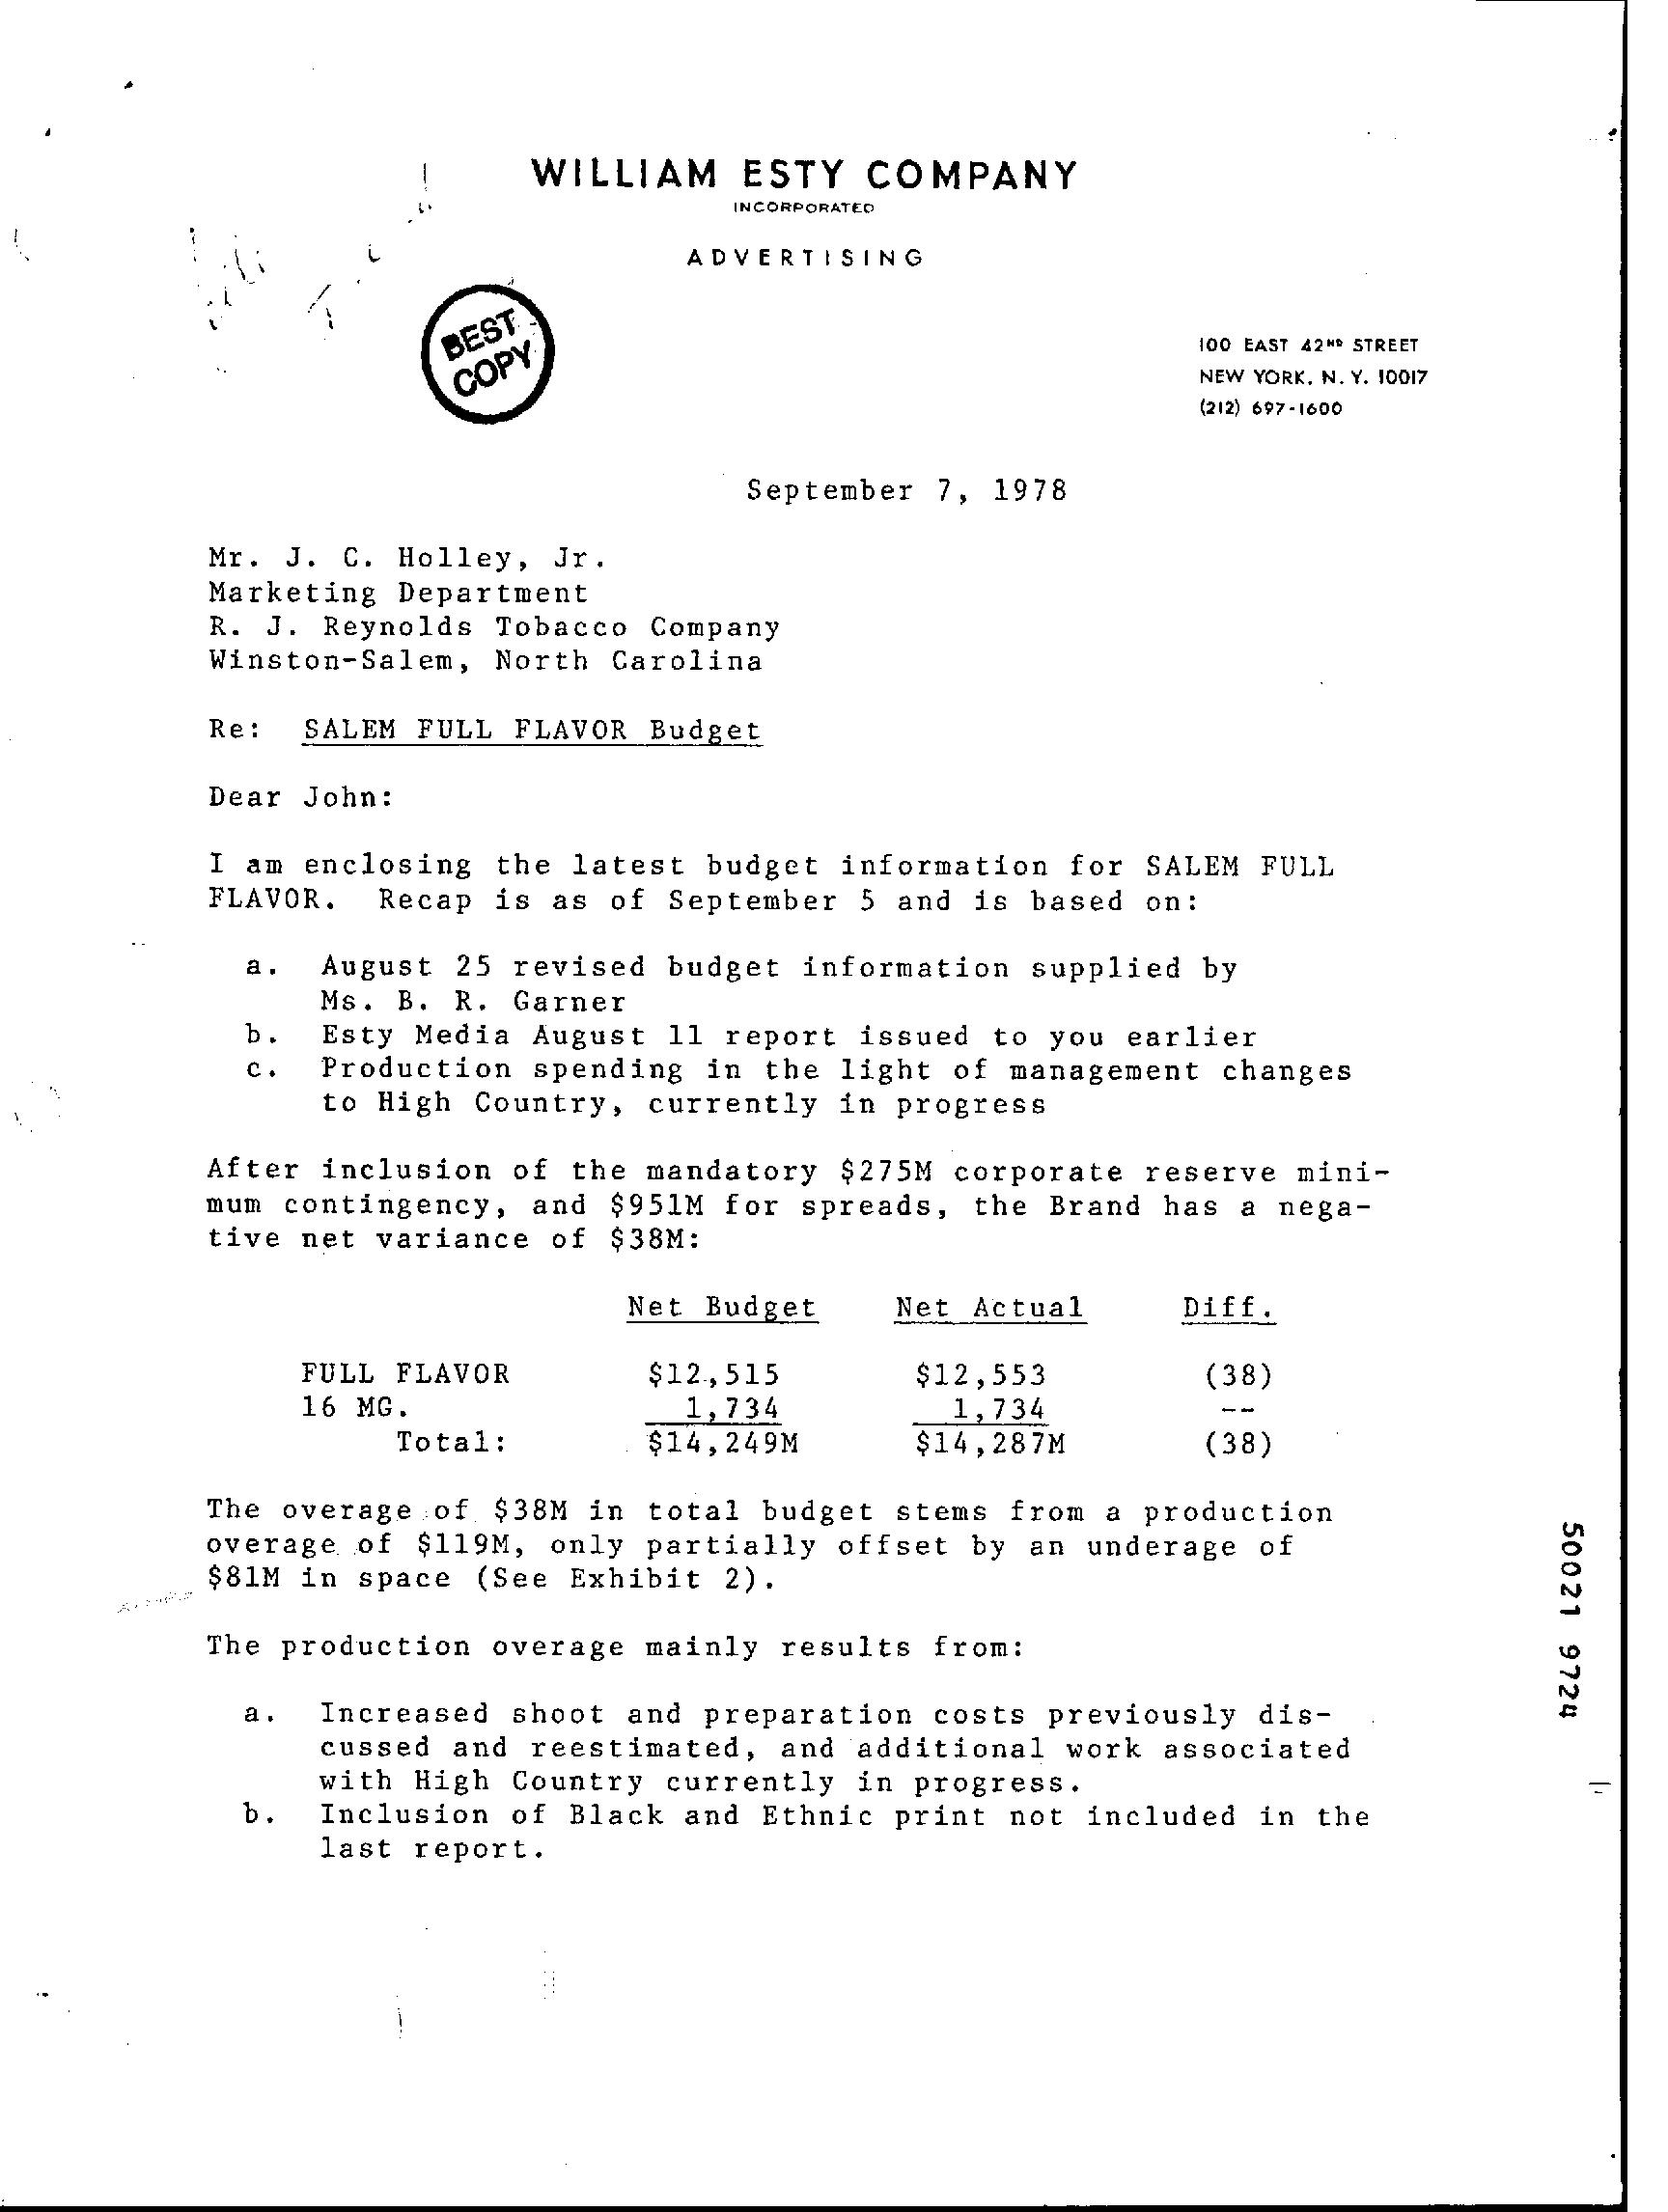 WILLIAM ESTY COMPANY
INCORPORATED
ADVERTISING
BEST
COPY
100 EAST 42ND STREET
NEW YORK, N. Y. 10017
(212) 697-1600
September 7, 1978
Mr. J. C. Holley, Jr.
Marketing Department
R. J. Reynolds Tobacco Company
Winston-Salem, North Carolina
Re: SALEM FULL FLAVOR Budget
Dear John:
I am enclosing the latest budget information for SALEM FULL
FLAVOR. Recap is as of September 5 and is based on:
a. August 25 revised budget information supplied by
Ms. B. R. Garner
b. Esty Media August 11 report issued to you earlier
c. Production spending in the light of management changes
to High Country, currently in progress
After inclusion of the mandatory $275M corporate reserve mini-
mum contingency, and $951M for spreads, the Brand has a nega-
tive net variance of $38M:
Net Budget Net Actual Diff.
FULL FLAVOR $12,515 $12,553 (38)
16 MG. 1,734 1,734 --
Total: $14,249M $14,287M (38)
The overage of $38M in total budget stems from a production
overage of $119M, only partially offset by an underage of
$81M in space (See Exhibit 2).
The production overage mainly results from:
a. Increased shoot and preparation costs previously dis-
cussed and reestimated, and additional work associated
with High Country currently in progress.
b. Inclusion of Black and Ethnic print not included in the
last report.
50021 9724